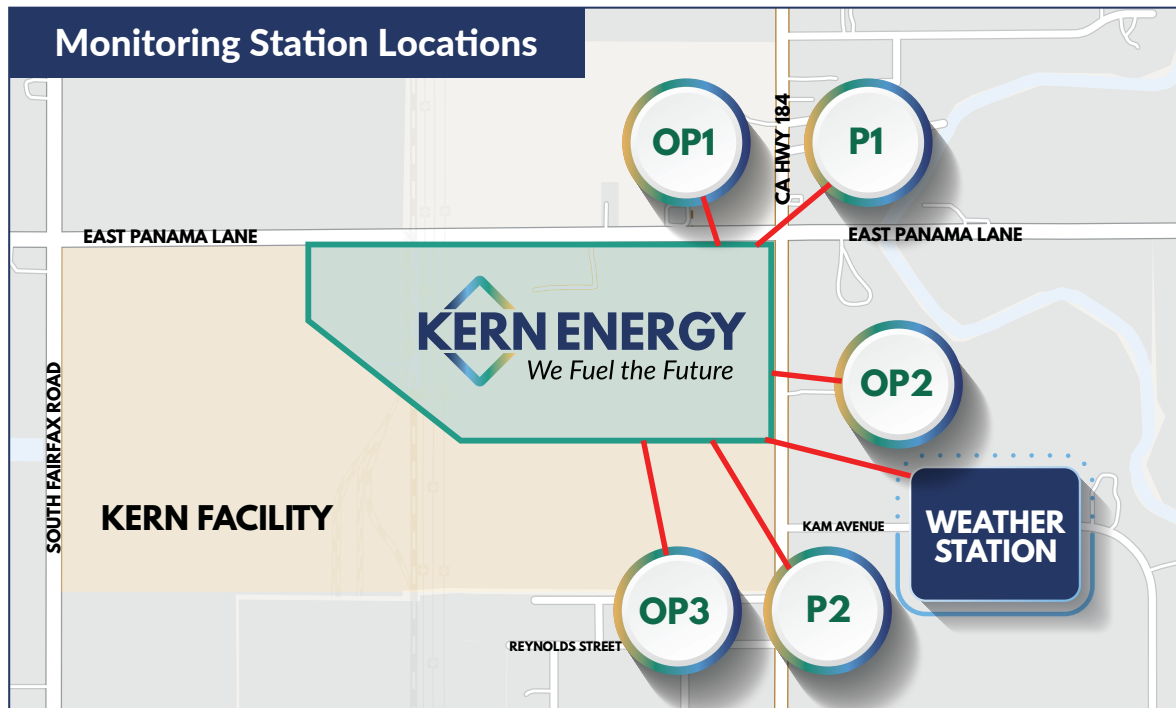 Monitoring Station Locations
OP1
CA HWY 184
P1
EAST PANAMA LANE
EAST PANAMA LANE
KERN ENERGY
We Fuel the Future
OP2
SOUTH FAIRFAX ROAD
KERN FACILITY
KAM AVENUE
WEATHER
STATION
OP3
P2
REYNOLDS STREET